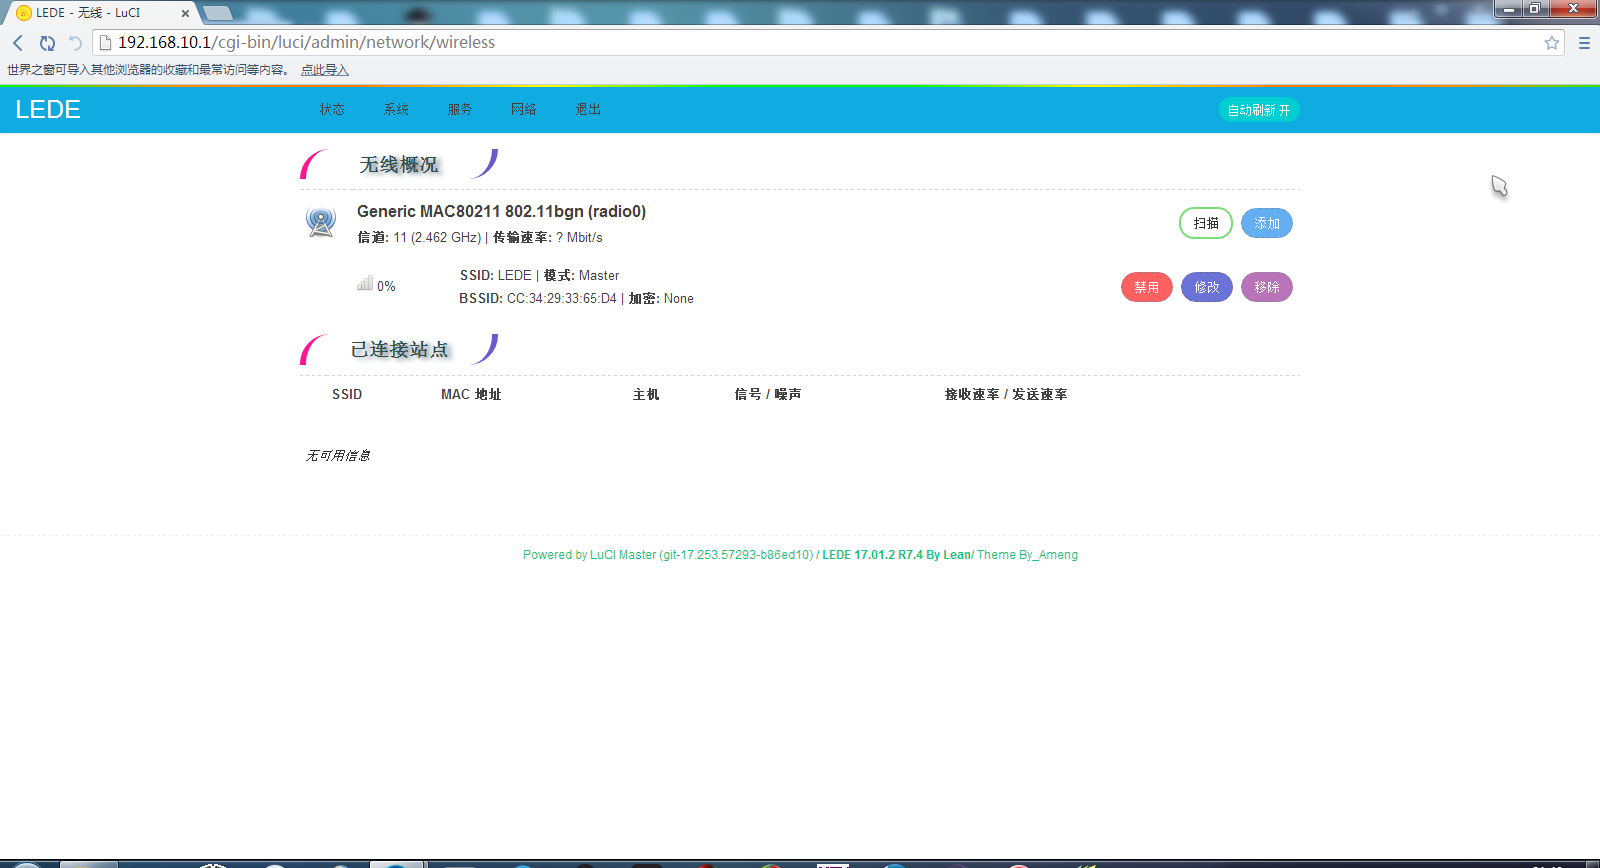 LEDE - 无线 - LuCI
192.168.10.1/cgi-bin/luci/admin/network/wireless
世界之窗可导入其他浏览器的收藏和最常访问等内容。 点此导入
LEDE 状态 系统 服务 网络 退出 自动刷新 开
无线概况
Generic MAC80211 802.11bgn (radio0)
信道: 11 (2.462 GHz) | 传输速率: ? Mbit/s
扫描 添加
0%
SSID: LEDE | 模式: Master
BSSID: CC:34:29:33:65:D4 | 加密: None
禁用 修改 移除
已连接站点
SSID MAC 地址 主机 信号 / 噪声 接收速率 / 发送速率
无可用信息
Powered by LuCI Master (git-17.253.57293-b86ed10) / LEDE 17.01.2 R7.4 By Lean/ Theme By_Ameng